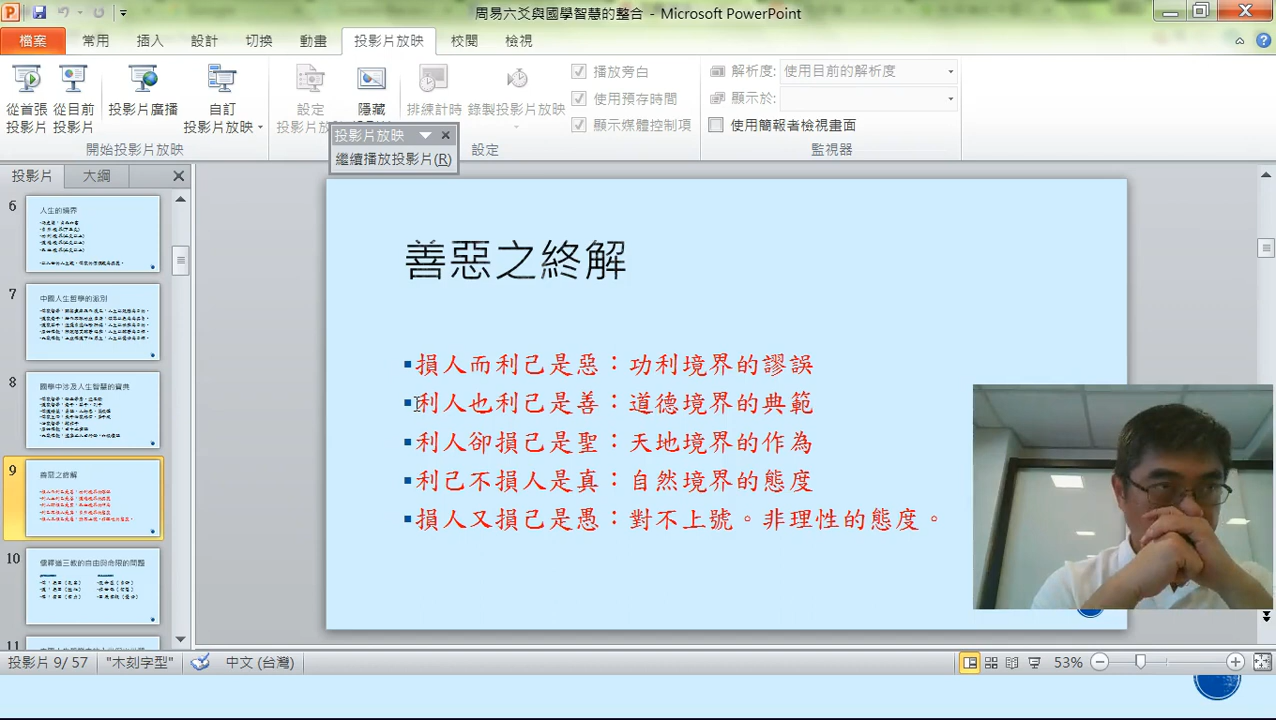 周易六爻與國學智慧的整合 - Microsoft PowerPoint
檔案 常用 插入 設計 切換 動畫 投影片放映 校閱 檢視
從首張投影片 從目前投影片 投影片廣播 自訂投影片放映
設定 隱藏 排練計時 錄製投影片放映
播放旁白
使用預存時間
顯示媒體控制項
解析度: 使用目前的解析度
顯示於:
使用簡報者檢視畫面
開始投影片放映 設定 監視器
投影片放映
繼續播放投影片(R)
投影片 大綱
6
人生的境界
7
中國人生哲學的派別
8
國學中涉及人生智慧的寶典
9
善惡之終解
10
儒釋道三教的自由與命限的問題
11
善惡之終解
▪損人而利己是惡：功利境界的謬誤
▪利人也利己是善：道德境界的典範
▪利人卻損己是聖：天地境界的作為
▪利己不損人是真：自然境界的態度
▪損人又損己是愚：對不上號。非理性的態度。
投影片 9/57 "木刻字型" 中文 (台灣) 53%